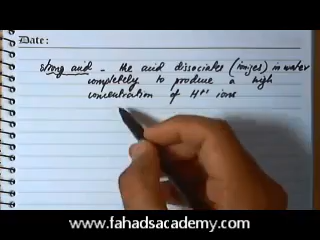 Date:
strong acid - the acid dissociates (ionizes) in water
completely to produce a high
concentration of H+ ions
www.fahadsacademy.com